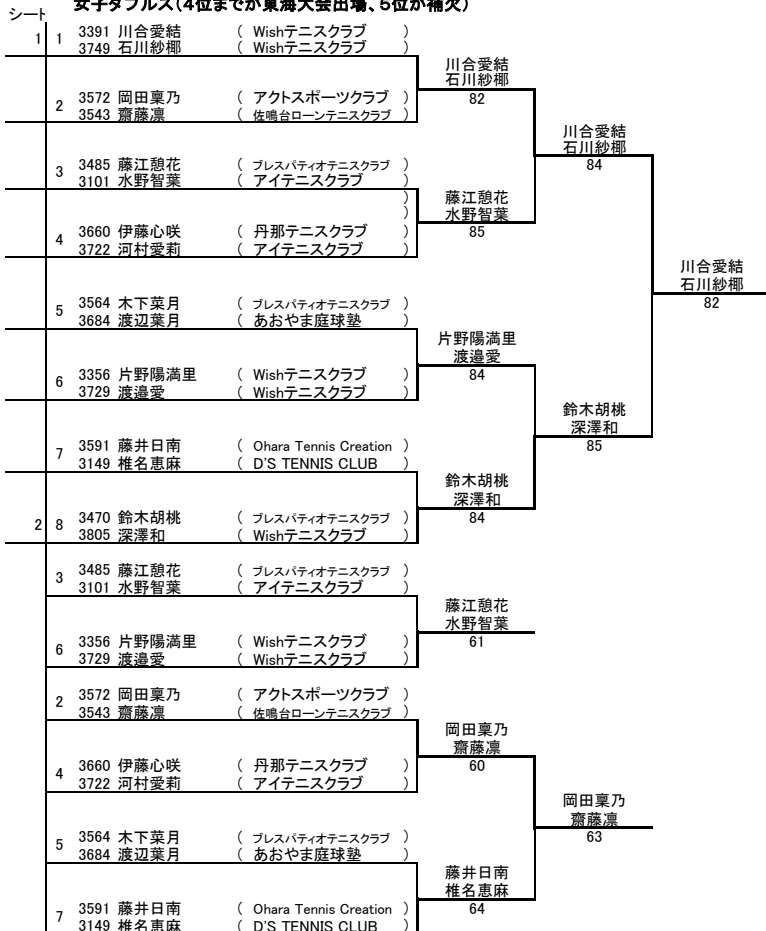 女子ダブルス(4位までが東海大会出場、5位が補欠)
シート
1 1 3391 川合愛結 ( Wishテニスクラブ )
3749 石川紗椰 ( Wishテニスクラブ )
川合愛結
石川紗椰
82
2 3572 岡田稟乃 ( アクトスポーツクラブ )
3543 齋藤凛 ( 佐鳴台ローンテニスクラブ )
川合愛結
石川紗椰
84
3 3485 藤江憩花 ( ブレスパティオテニスクラブ )
3101 水野智葉 ( アイテニスクラブ )
)
)
藤江憩花
水野智葉
85
4 3660 伊藤心咲 ( 丹那テニスクラブ )
3722 河村愛莉 ( アイテニスクラブ )
川合愛結
石川紗椰
82
5 3564 木下菜月 ( ブレスパティオテニスクラブ )
3684 渡辺葉月 ( あおやま庭球塾 )
片野陽満里
渡邉愛
84
6 3356 片野陽満里 ( Wishテニスクラブ )
3729 渡邉愛 ( Wishテニスクラブ )
鈴木胡桃
深澤和
85
7 3591 藤井日南 ( Ohara Tennis Creation )
3149 椎名恵麻 ( D'S TENNIS CLUB )
鈴木胡桃
深澤和
84
2 8 3470 鈴木胡桃 ( ブレスパティオテニスクラブ )
3805 深澤和 ( Wishテニスクラブ )
3 3485 藤江憩花 ( ブレスパティオテニスクラブ )
3101 水野智葉 ( アイテニスクラブ )
藤江憩花
水野智葉
61
6 3356 片野陽満里 ( Wishテニスクラブ )
3729 渡邉愛 ( Wishテニスクラブ )
2 3572 岡田稟乃 ( アクトスポーツクラブ )
3543 齋藤凛 ( 佐鳴台ローンテニスクラブ )
岡田稟乃
齋藤凛
60
4 3660 伊藤心咲 ( 丹那テニスクラブ )
3722 河村愛莉 ( アイテニスクラブ )
岡田稟乃
齋藤凛
63
5 3564 木下菜月 ( ブレスパティオテニスクラブ )
3684 渡辺葉月 ( あおやま庭球塾 )
藤井日南
椎名恵麻
64
7 3591 藤井日南 ( Ohara Tennis Creation )
3149 椎名恵麻 ( D'S TENNIS CLUB )